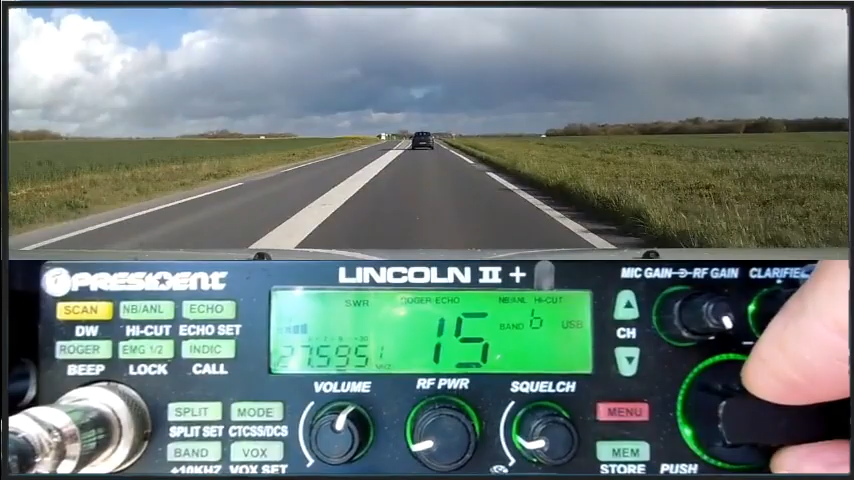 PRESIDENT
LINCOLN II +
MIC GAIN RF GAIN CLARIFIE
SCAN NB/ANL ECHO
DW HI-CUT ECHO SET
ROGER EMG 1/2 INDIC
BEEP LOCK CALL
SWR ROGER ECHO NB/ANL HI-CUT
15 BAND 6 USB
27.595
CH
VOLUME RF PWR SQUELCH
SPLIT MODE
SPLIT SET CTCSS/DCS
BAND VOX
+10KHZ VOX SET
MENU
MEM
STORE PUSH